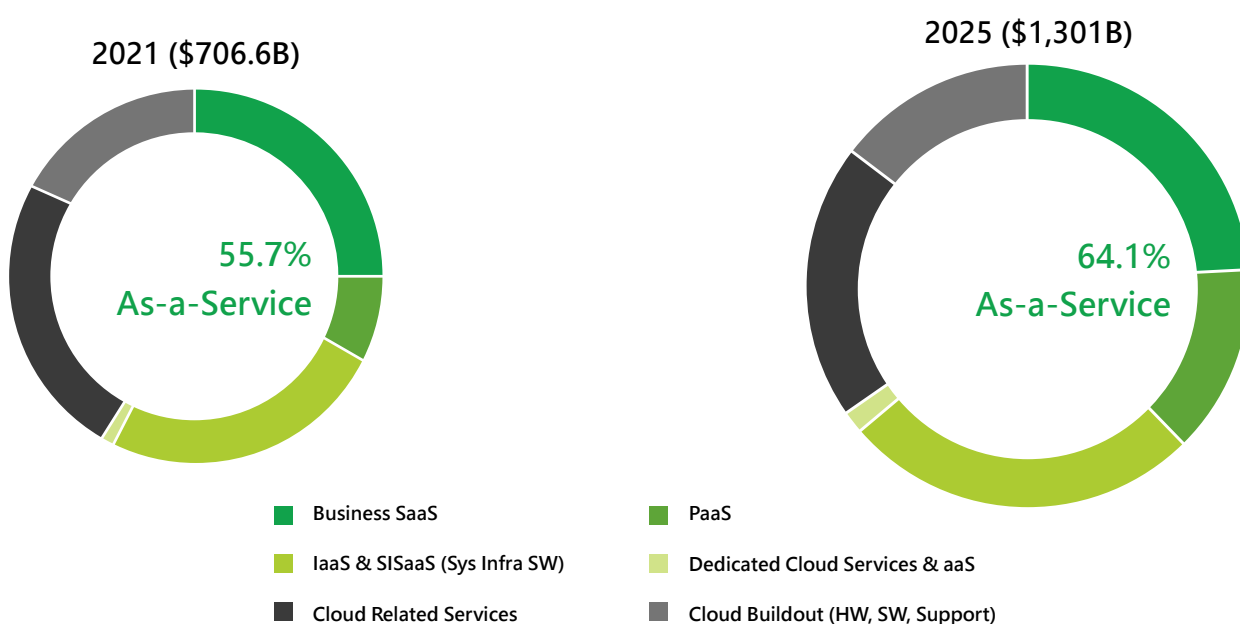 2021 ($706.6B)
55.7%
As-a-Service
2025 ($1,301B)
64.1%
As-a-Service
Business SaaS
PaaS
IaaS & SISaaS (Sys Infra SW)
Dedicated Cloud Services & aaS
Cloud Related Services
Cloud Buildout (HW, SW, Support)